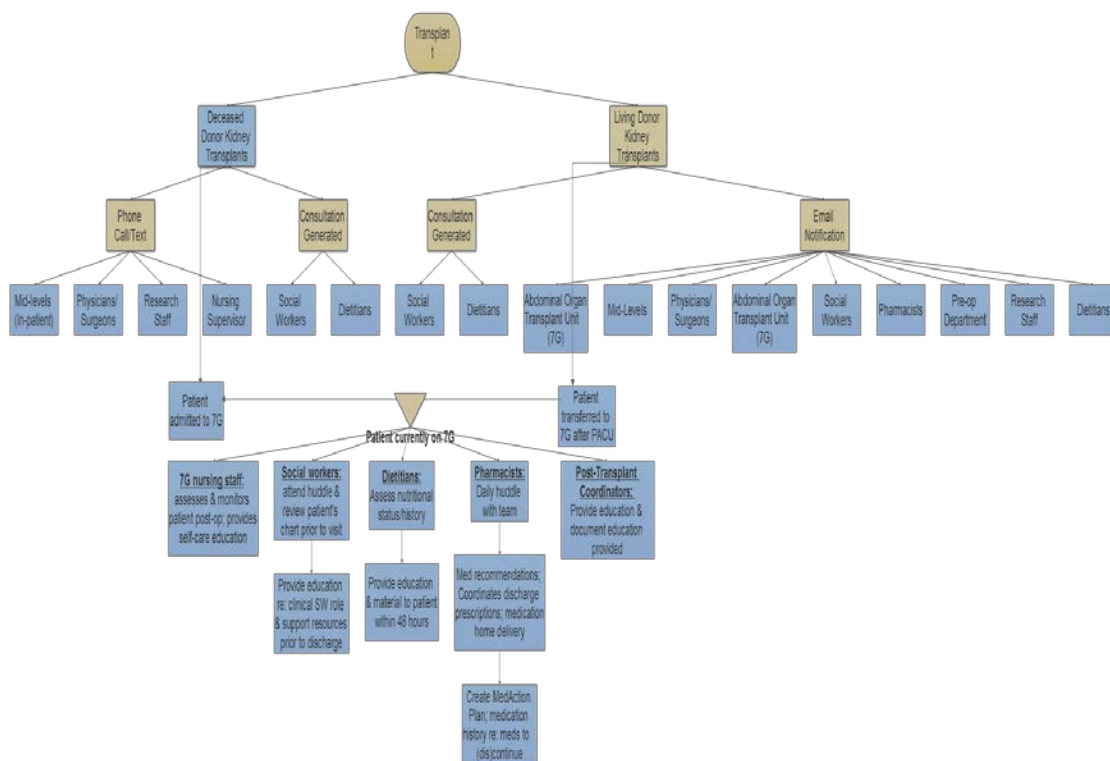 Transplan
t
Deceased
Donor Kidney
Transplants
Living Donor
Kidney
Transplants
Phone
Call/Text
Consultation
Generated
Consultation
Generated
Email
Notification
Mid-levels
(In-patient)
Physicians/
Surgeons
Research
Staff
Nursing
Supervisor
Social
Workers
Dietitians
Social
Workers
Dietitians
Abdominal Organ
Transplant Unit
(7G)
Mid-Levels
Physicians/
Surgeons
Abdominal Organ
Transplant Unit
(7G)
Social
Workers
Pharmacists
Pre-op
Department
Research
Staff
Dietitians
Patient
admitted to 7G
Patient
transferred to
7G after PACU
Patient currently on 7G
7G nursing staff:
assesses & monitors
patient post-op; provides
self-care education
Social workers:
attend huddle &
review patient's
chart prior to visit
Dietitians:
Assess nutritional
status/history
Pharmacists:
Daily huddle
with team
Post-Transplant
Coordinators:
Provide education &
document education
provided
Provide education
re: clinical SW role
& support resources
prior to discharge
Provide education
& material to patient
within 48 hours
Med recommendations;
Coordinates discharge
prescriptions; medication
home delivery
Create MedAction
Plan; medication
history re: meds to
(dis)continue